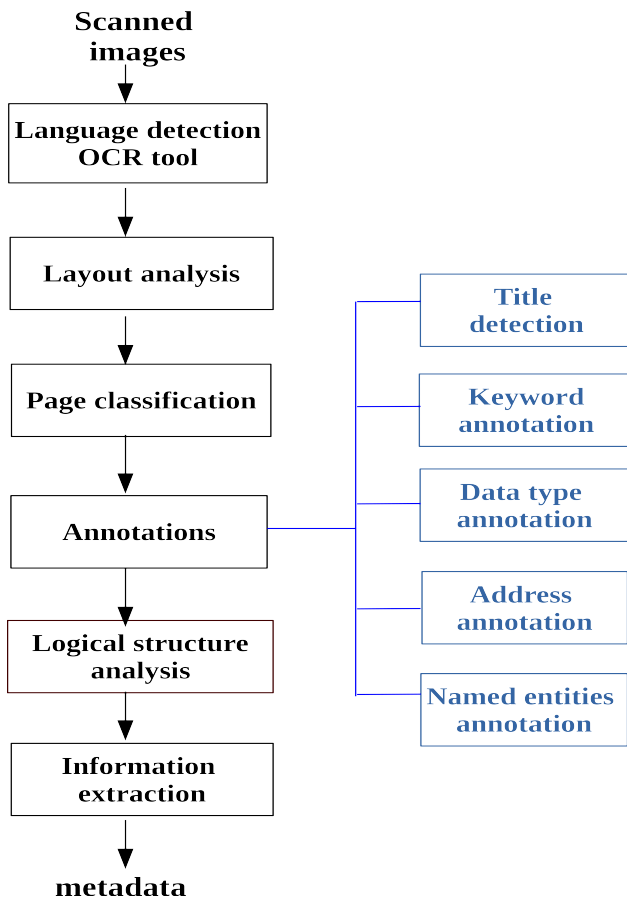 Scanned
images
Language detection
OCR tool
Layout analysis
Page classification
Annotations
Logical structure
analysis
Information
extraction
metadata
Title
detection
Keyword
annotation
Data type
annotation
Address
annotation
Named entities
annotation